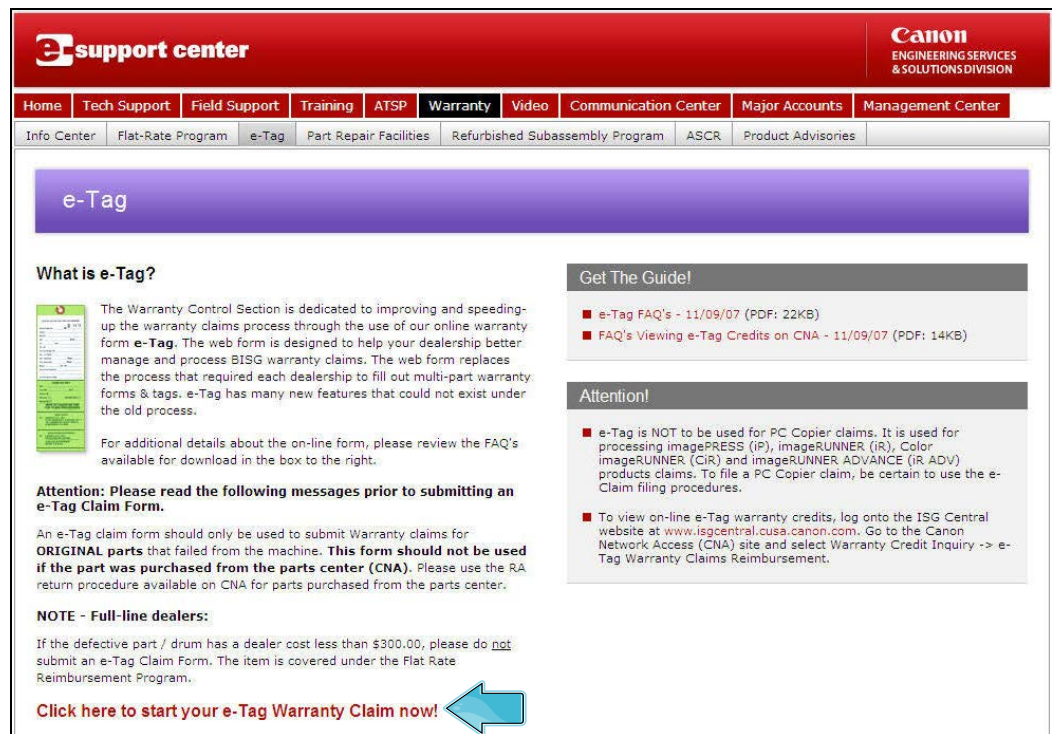 e-support center
Canon
ENGINEERING SERVICES
& SOLUTIONS DIVISION
Home Tech Support Field Support Training ATSP Warranty Video Communication Center Major Accounts Management Center
Info Center Flat-Rate Program e-Tag Part Repair Facilities Refurbished Subassembly Program ASCR Product Advisories
e-Tag
What is e-Tag?
The Warranty Control Section is dedicated to improving and speeding-
up the warranty claims process through the use of our online warranty
form e-Tag. The web form is designed to help your dealership better
manage and process BISG warranty claims. The web form replaces
the process that required each dealership to fill out multi-part warranty
forms & tags. e-Tag has many new features that could not exist under
the old process.
For additional details about the on-line form, please review the FAQ's
available for download in the box to the right.
Attention: Please read the following messages prior to submitting an
e-Tag Claim Form.
An e-Tag claim form should only be used to submit Warranty claims for
ORIGINAL parts that failed from the machine. This form should not be used
if the part was purchased from the parts center (CNA). Please use the RA
return procedure available on CNA for parts purchased from the parts center.
NOTE - Full-line dealers:
If the defective part / drum has a dealer cost less than $300.00, please do not
submit an e-Tag Claim Form. The item is covered under the Flat Rate
Reimbursement Program.
Click here to start your e-Tag Warranty Claim now!
Get The Guide!
e-Tag FAQ's - 11/09/07 (PDF: 22KB)
FAQ's Viewing e-Tag Credits on CNA - 11/09/07 (PDF: 14KB)
Attention!
e-Tag is NOT to be used for PC Copier claims. It is used for
processing imagePRESS (iP), imageRUNNER (iR), Color
imageRUNNER (CiR) and imageRUNNER ADVANCE (iR ADV)
products claims. To file a PC Copier claim, be certain to use the e-
Claim filing procedures.
To view on-line e-Tag warranty credits, log onto the ISG Central
website at www.isgcentral.cusa.canon.com. Go to the Canon
Network Access (CNA) site and select Warranty Credit Inquiry -> e-
Tag Warranty Claims Reimbursement.